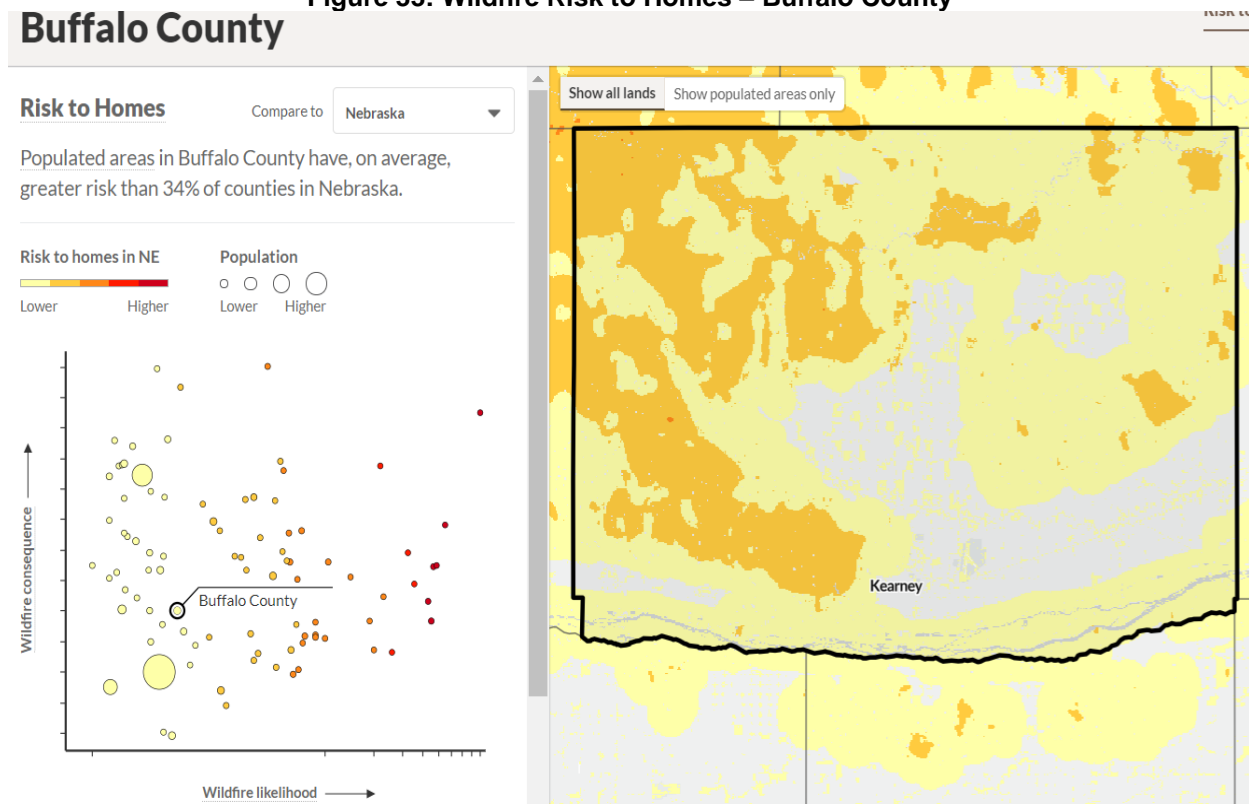 Figure 33: Wildfire Risk to Homes – Buffalo County
Buffalo County
Risk to
Risk to Homes
Compare to
Nebraska
Populated areas in Buffalo County have, on average,
greater risk than 34% of counties in Nebraska.
Risk to homes in NE
Lower
Higher
Population
Lower
Higher
Wildfire consequence
Buffalo County
Wildfire likelihood
Show all lands
Show populated areas only
Kearney